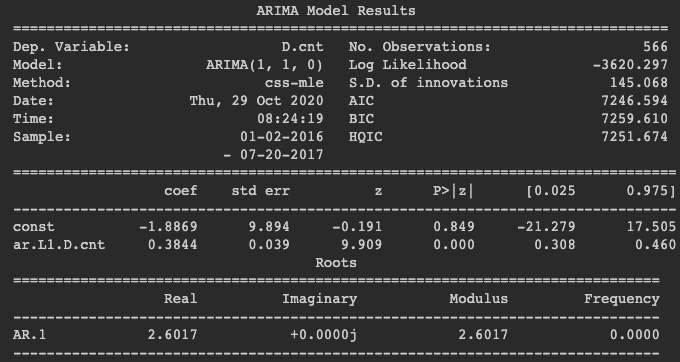 ARIMA Model Results
==============================================================================
Dep. Variable: D.cnt No. Observations: 566
Model: ARIMA(1, 1, 0) Log Likelihood -3620.297
Method: css-mle S.D. of innovations 145.068
Date: Thu, 29 Oct 2020 AIC 7246.594
Time: 08:24:19 BIC 7259.610
Sample: 01-02-2016 HQIC 7251.674
- 07-20-2017
===============================================================================
coef std err z P>|z| [0.025 0.975]
-------------------------------------------------------------------------------
const -1.8869 9.894 -0.191 0.849 -21.279 17.505
ar.L1.D.cnt 0.3844 0.039 9.909 0.000 0.308 0.460
Roots
=============================================================================
Real Imaginary Modulus Frequency
-----------------------------------------------------------------------------
AR.1 2.6017 +0.0000j 2.6017 0.0000
-----------------------------------------------------------------------------